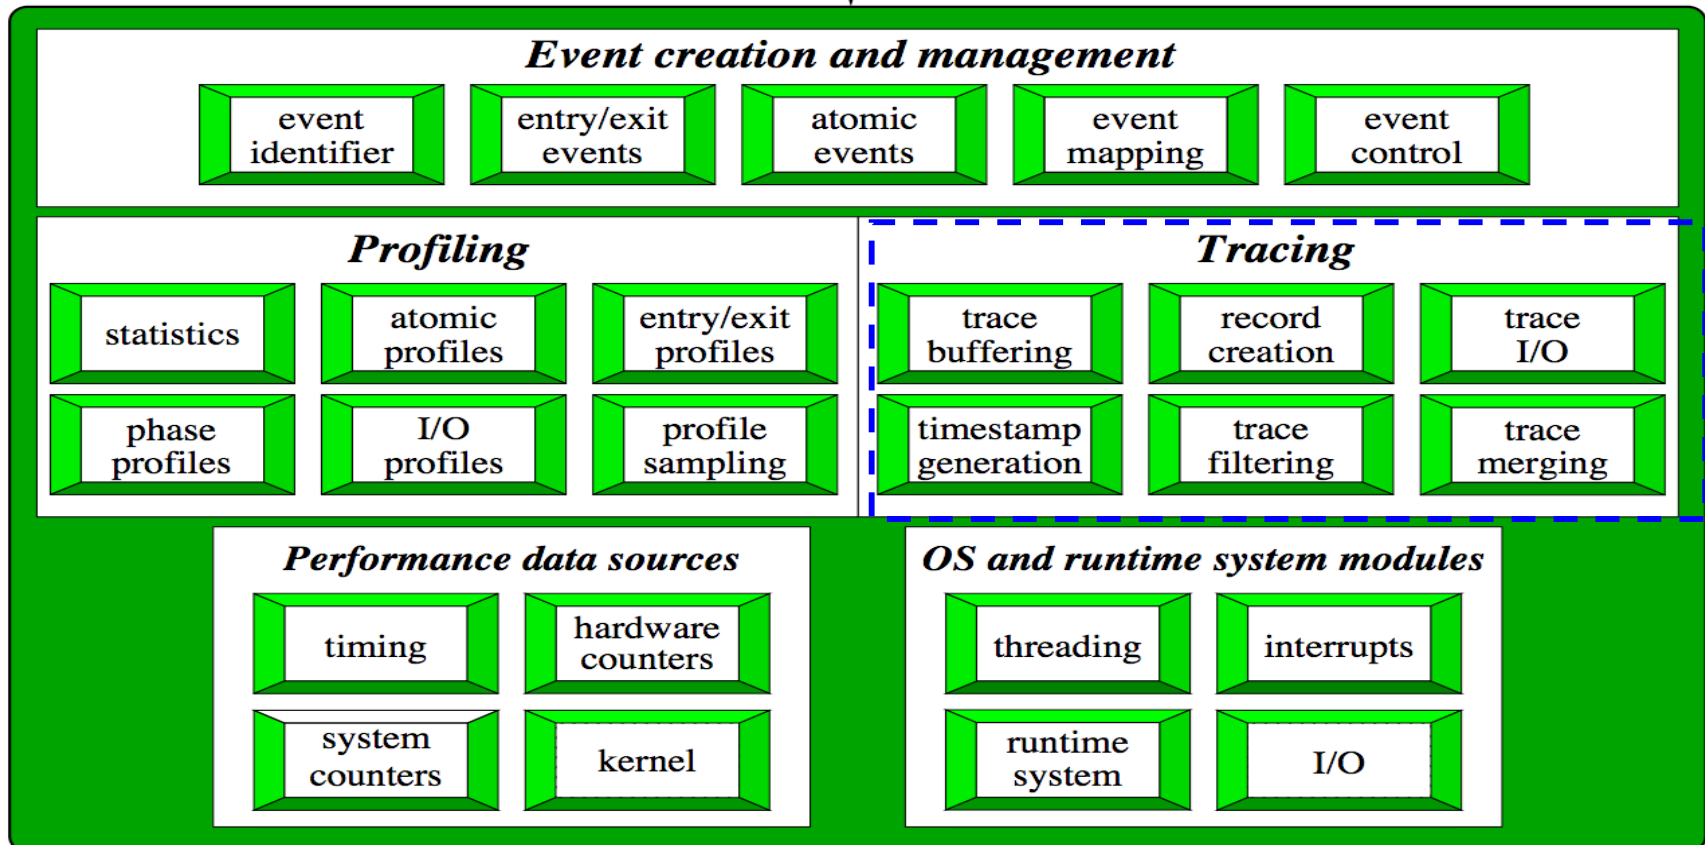 Event creation and management
event
identifier
entry/exit
events
atomic
events
event
mapping
event
control
Profiling
statistics
atomic
profiles
entry/exit
profiles
phase
profiles
I/O
profiles
profile
sampling
Tracing
trace
buffering
record
creation
trace
I/O
timestamp
generation
trace
filtering
trace
merging
Performance data sources
timing
hardware
counters
system
counters
kernel
OS and runtime system modules
threading
interrupts
runtime
system
I/O